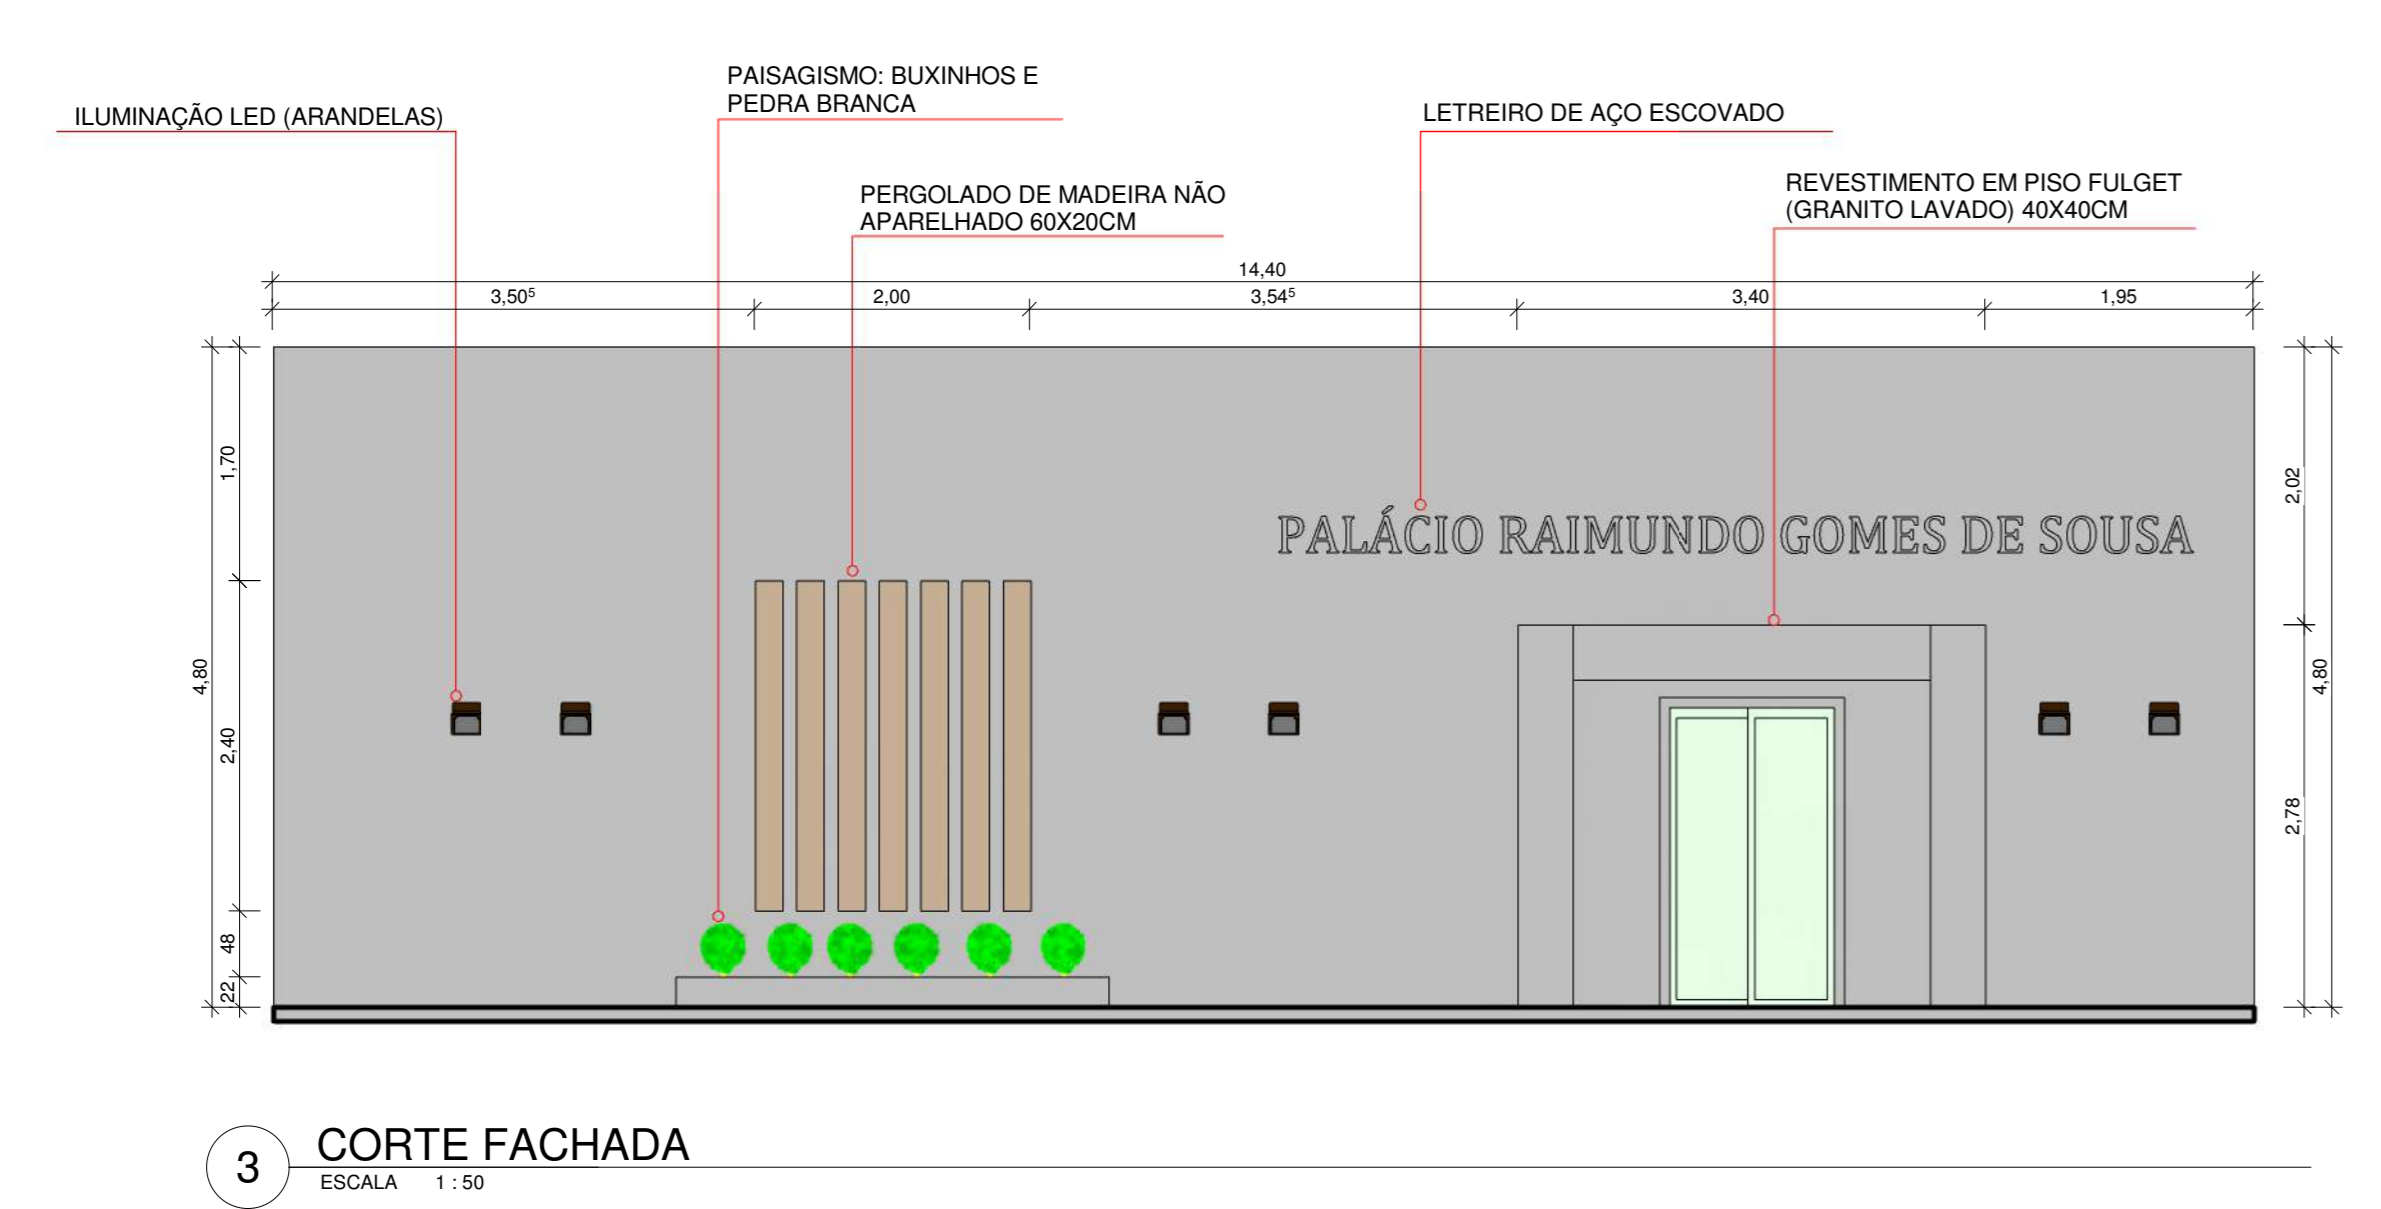 PAISAGISMO: BUXINHOS E
PEDRA BRANCA
ILUMINAÇÃO LED (ARANDELAS)
LETREIRO DE AÇO ESCOVADO
PERGOLADO DE MADEIRA NÃO
APARELHADO 60X20CM
REVESTIMENTO EM PISO FULGET
(GRANITO LAVADO) 40X40CM
14,40
3,50⁵ 2,00 3,54⁵ 3,40 1,95
1,70
2,40
48
22
4,80
2,02
2,78
4,80
PALÁCIO RAIMUNDO GOMES DE SOUSA
3
CORTE FACHADA
ESCALA 1 : 50